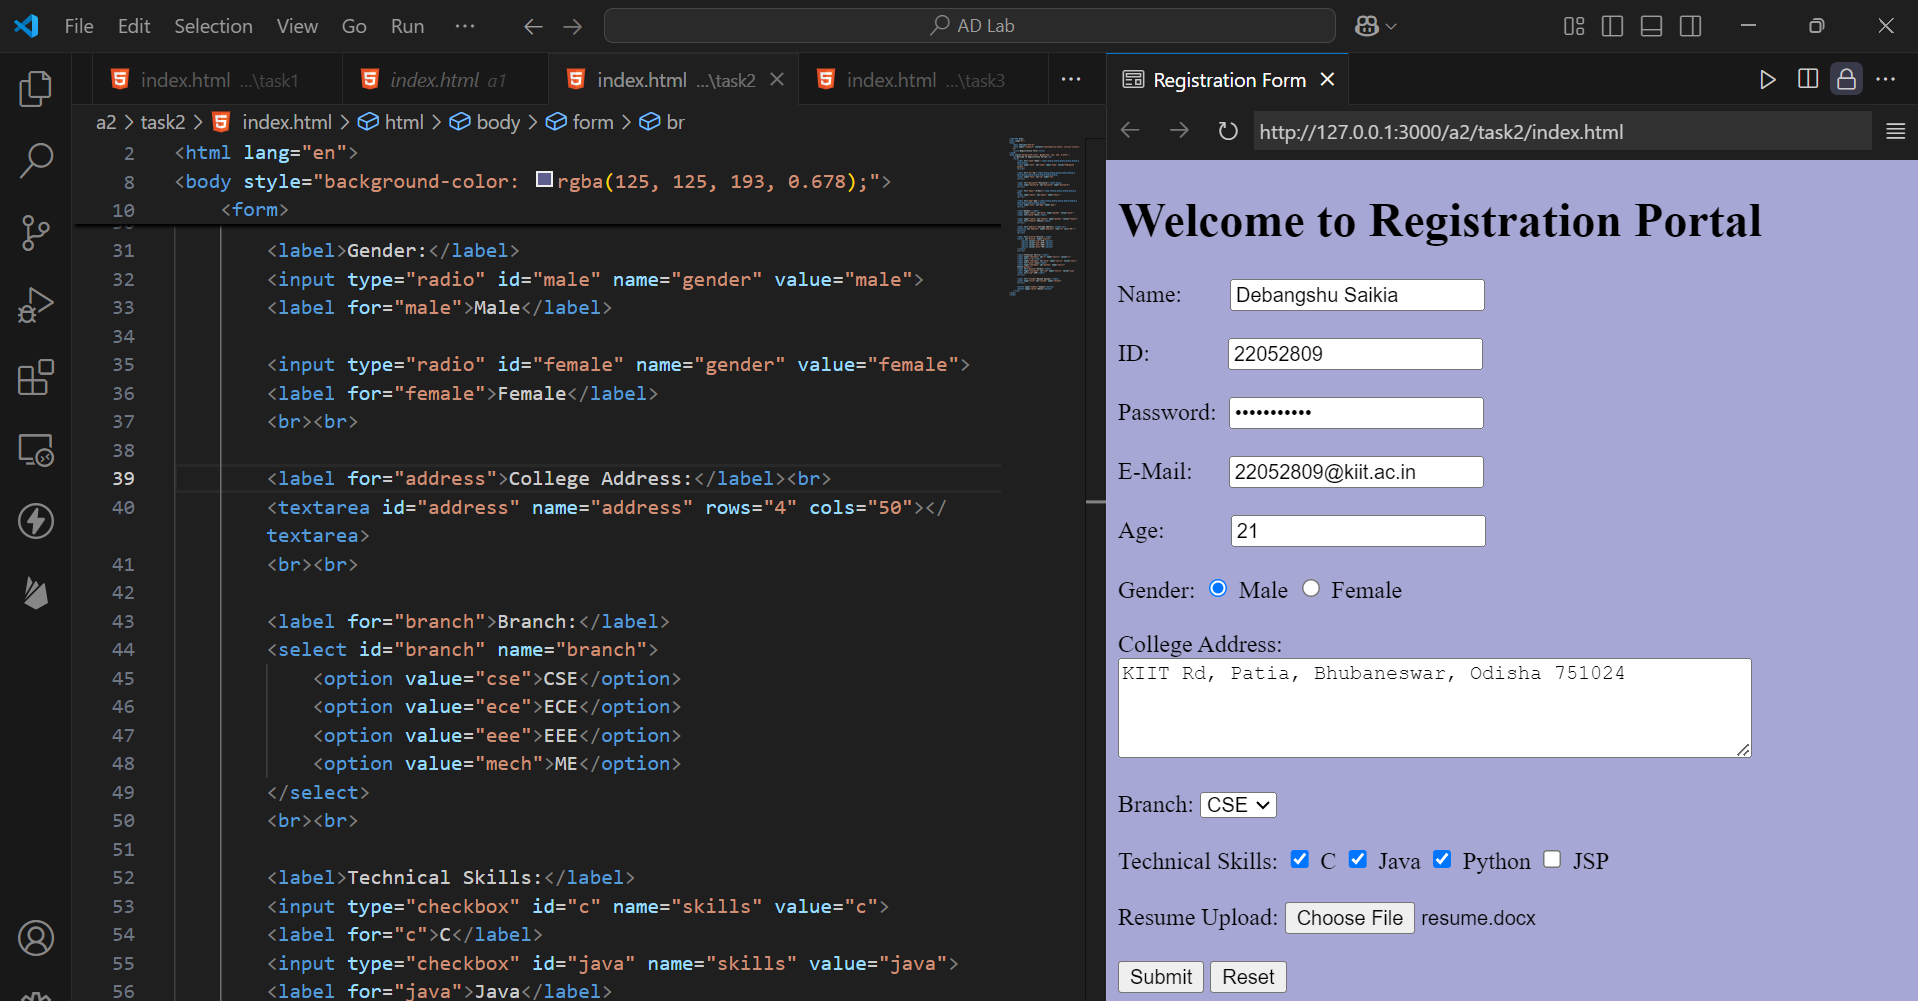 File Edit Selection View Go Run ··· AD Lab
index.html ...\task1 index.html a1 index.html ...\task2 index.html ...\task3 ···
a2 > task2 > index.html > html > body > form > br
2 <html lang="en">
8 <body style="background-color: rgba(125, 125, 193, 0.678);">
10 <form>
31 <label>Gender:</label>
32 <input type="radio" id="male" name="gender" value="male">
33 <label for="male">Male</label>
34
35 <input type="radio" id="female" name="gender" value="female">
36 <label for="female">Female</label>
37 <br><br>
38
39 <label for="address">College Address:</label><br>
40 <textarea id="address" name="address" rows="4" cols="50"></
textarea>
41 <br><br>
42
43 <label for="branch">Branch:</label>
44 <select id="branch" name="branch">
45 <option value="cse">CSE</option>
46 <option value="ece">ECE</option>
47 <option value="eee">EEE</option>
48 <option value="mech">ME</option>
49 </select>
50 <br><br>
51
52 <label>Technical Skills:</label>
53 <input type="checkbox" id="c" name="skills" value="c">
54 <label for="c">C</label>
55 <input type="checkbox" id="java" name="skills" value="java">
56 <label for="java">Java</label>
Registration Form
http://127.0.0.1:3000/a2/task2/index.html
Welcome to Registration Portal
Name: Debangshu Saikia
ID: 22052809
Password: •••••••••••
E-Mail: 22052809@kiit.ac.in
Age: 21
Gender: Male Female
College Address:
KIIT Rd, Patia, Bhubaneswar, Odisha 751024
Branch: CSE
Technical Skills: C Java Python JSP
Resume Upload: Choose File resume.docx
Submit Reset